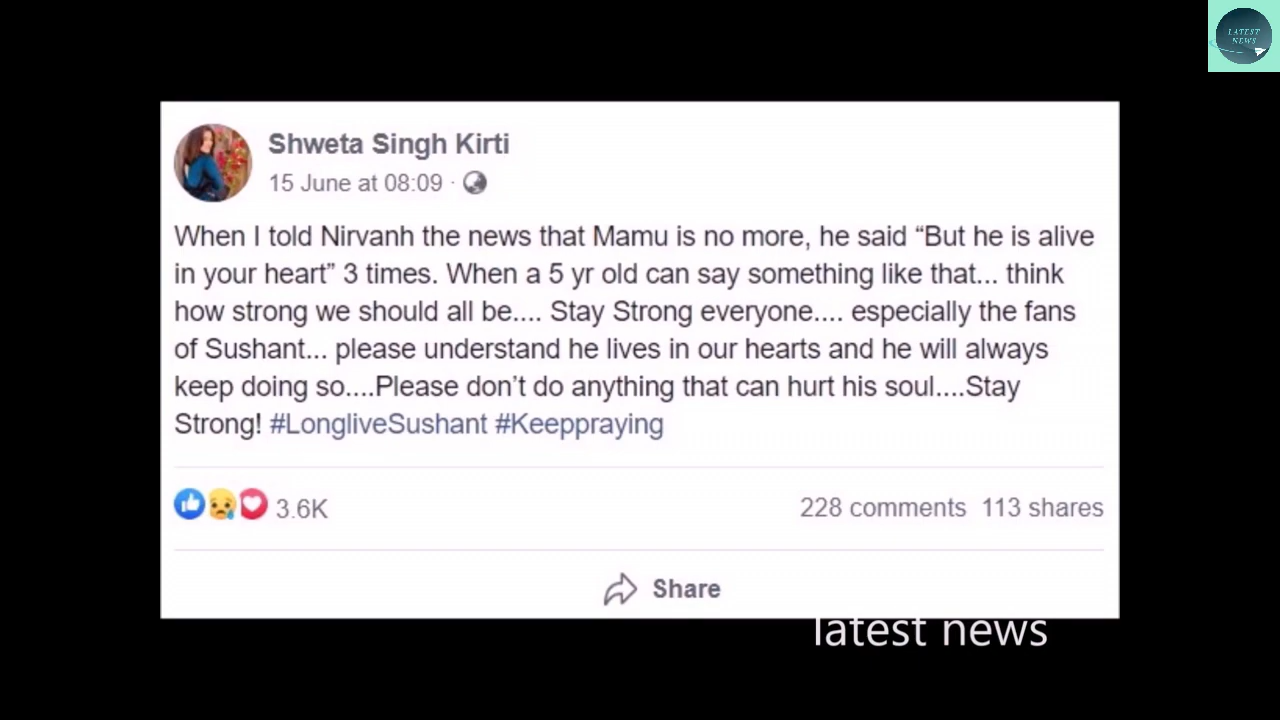 LATEST
NEWS
Shweta Singh Kirti
15 June at 08:09 ·
When I told Nirvanh the news that Mamu is no more, he said “But he is alive
in your heart” 3 times. When a 5 yr old can say something like that... think
how strong we should all be.... Stay Strong everyone.... especially the fans
of Sushant... please understand he lives in our hearts and he will always
keep doing so....Please don’t do anything that can hurt his soul....Stay
Strong! #LongliveSushant #Keeppraying
3.6K 228 comments 113 shares
Share
latest news